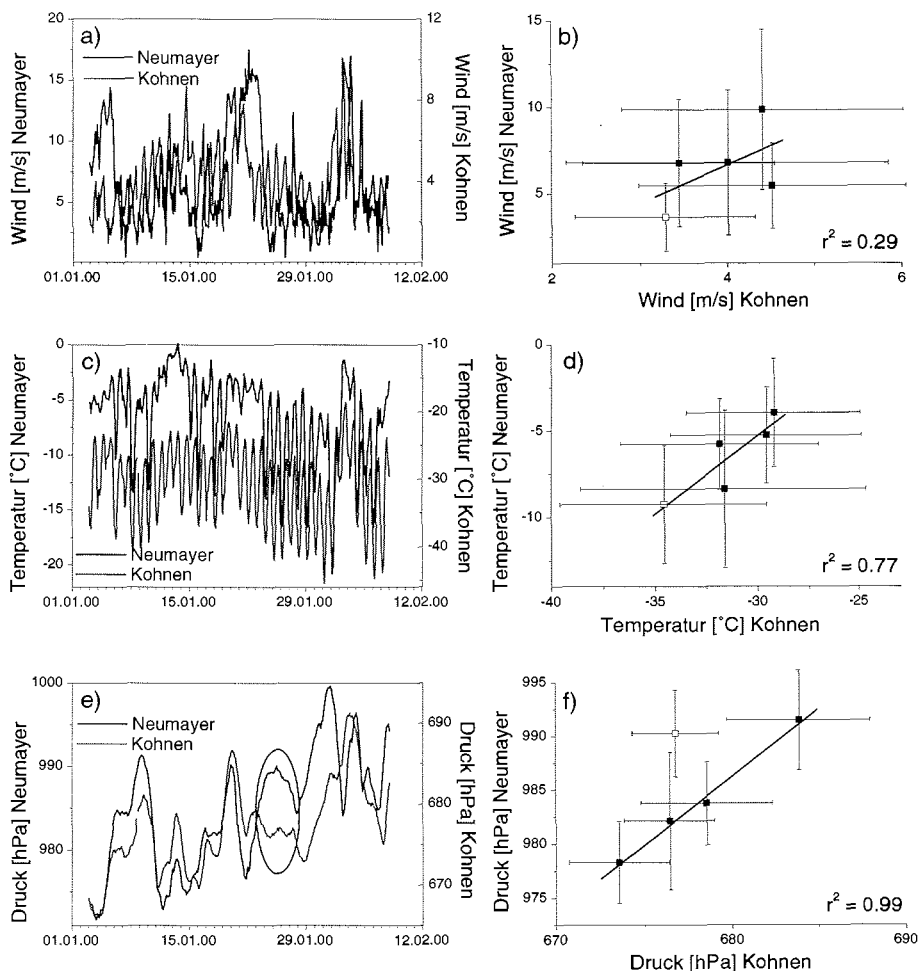 a)
Neumayer
Kohnen
Wind [m/s] Neumayer
20
15
10
5
Wind [m/s] Kohnen
12
8
4
01.01.00 15.01.00 29.01.00 12.02.00
b)
Wind [m/s] Neumayer
15
10
5
r² = 0.29
2 4 6
Wind [m/s] Kohnen
c)
Temperatur [°C] Neumayer
0
-5
-10
-15
-20
Neumayer
Kohnen
Temperatur [°C] Kohnen
-10
-20
-30
-40
01.01.00 15.01.00 29.01.00 12.02.00
d)
Temperatur [°C] Neumayer
0
-5
-10
r² = 0.77
-40 -35 -30 -25
Temperatur [°C] Kohnen
e)
Neumayer
Kohnen
Druck [hPa] Neumayer
1000
990
980
Druck [hPa] Kohnen
690
680
670
01.01.00 15.01.00 29.01.00 12.02.00
f)
Druck [hPa] Neumayer
995
990
985
980
975
r² = 0.99
670 680 690
Druck [hPa] Kohnen